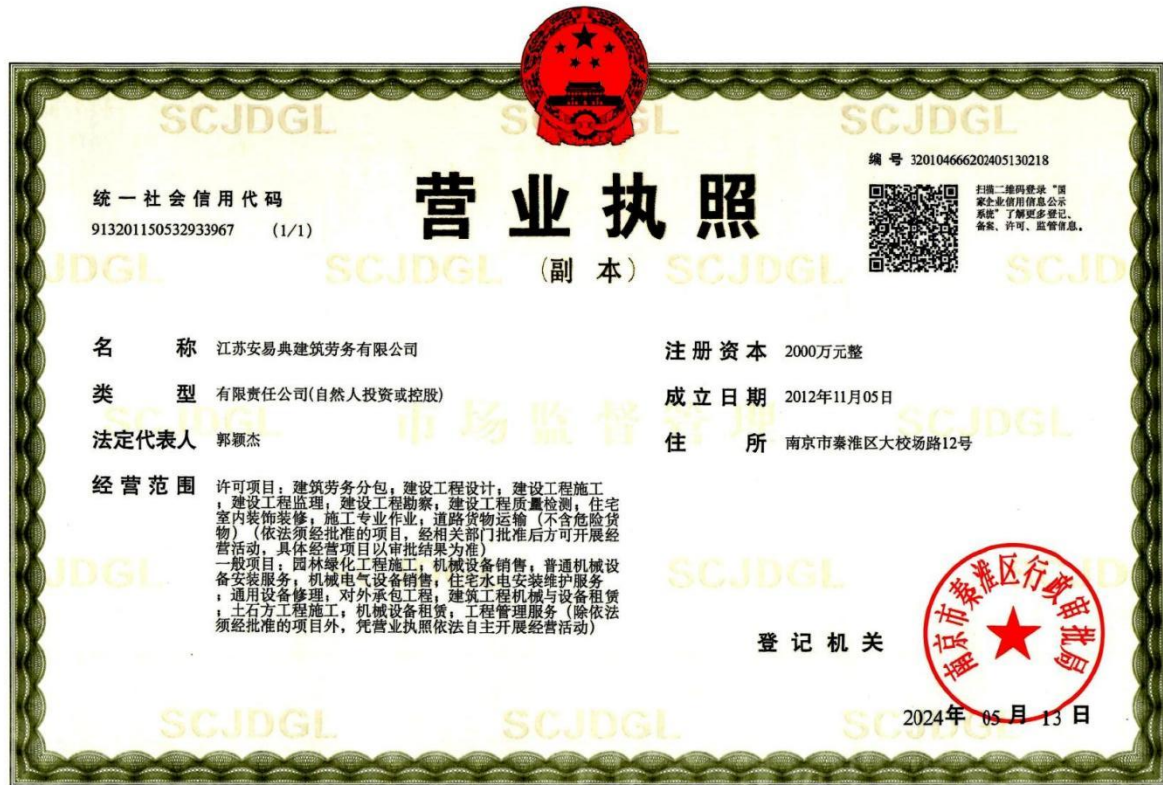 编号 320104666202405130218
统一社会信用代码
913201150532933967 (1/1)
营业执照
(副本)
扫描二维码登录“国
家企业信用信息公示
系统”了解更多登记、
备案、许可、监管信息。
名称 江苏安易典建筑劳务有限公司
类型 有限责任公司(自然人投资或控股)
法定代表人 郭颖杰
经营范围 许可项目:建筑劳务分包;建设工程设计;建设工程施工
;建设工程监理;建设工程勘察;建设工程质量检测;住宅
室内装饰装修;施工专业作业;道路货物运输(不含危险货
物)(依法须经批准的项目,经相关部门批准后方可开展经
营活动,具体经营项目以审批结果为准)
一般项目:园林绿化工程施工;机械设备销售;普通机械设
备安装服务;机械电气设备销售;住宅水电安装维护服务
;通用设备修理;对外承包工程;建筑工程机械与设备租赁
;土石方工程施工;机械设备租赁;工程管理服务(除依法
须经批准的项目外,凭营业执照依法自主开展经营活动)
注册资本 2000万元整
成立日期 2012年11月05日
住所 南京市秦淮区大校场路12号
登记机关
南京市秦淮区行政审批局
2024年 05月 13日
SCJDGL
市场监督管理